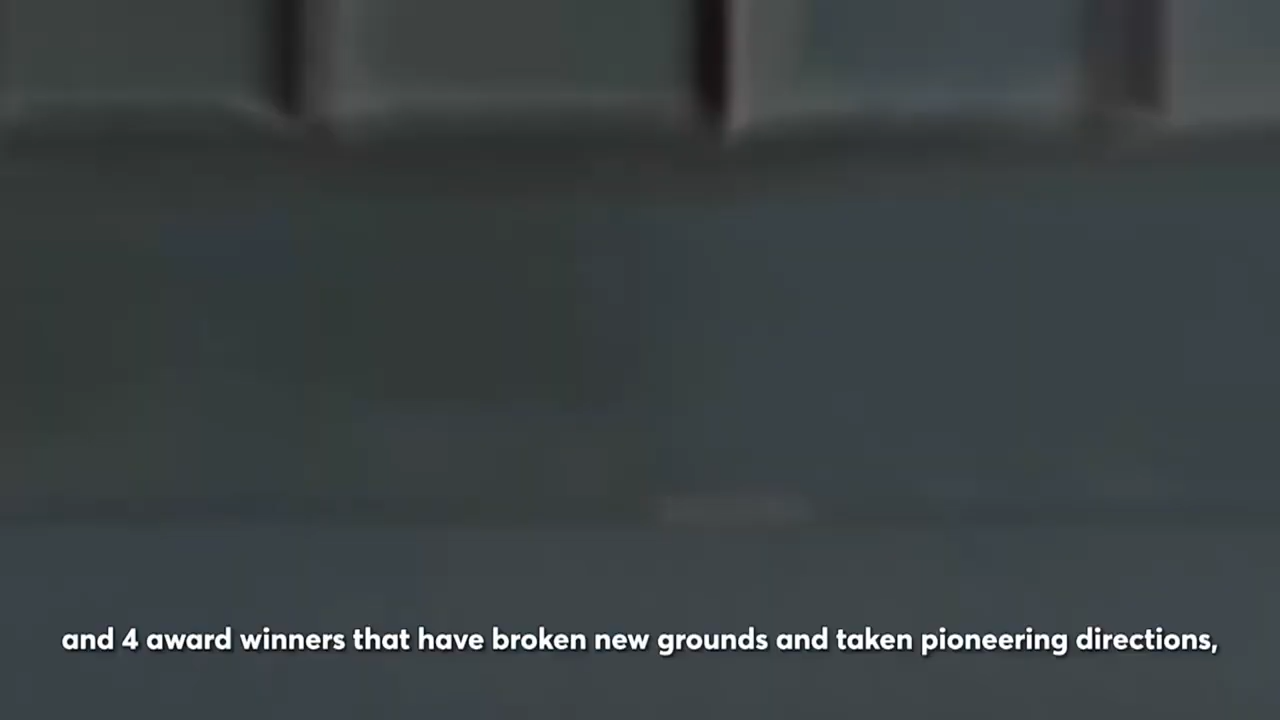 and 4 award winners that have broken new grounds and taken pioneering directions,